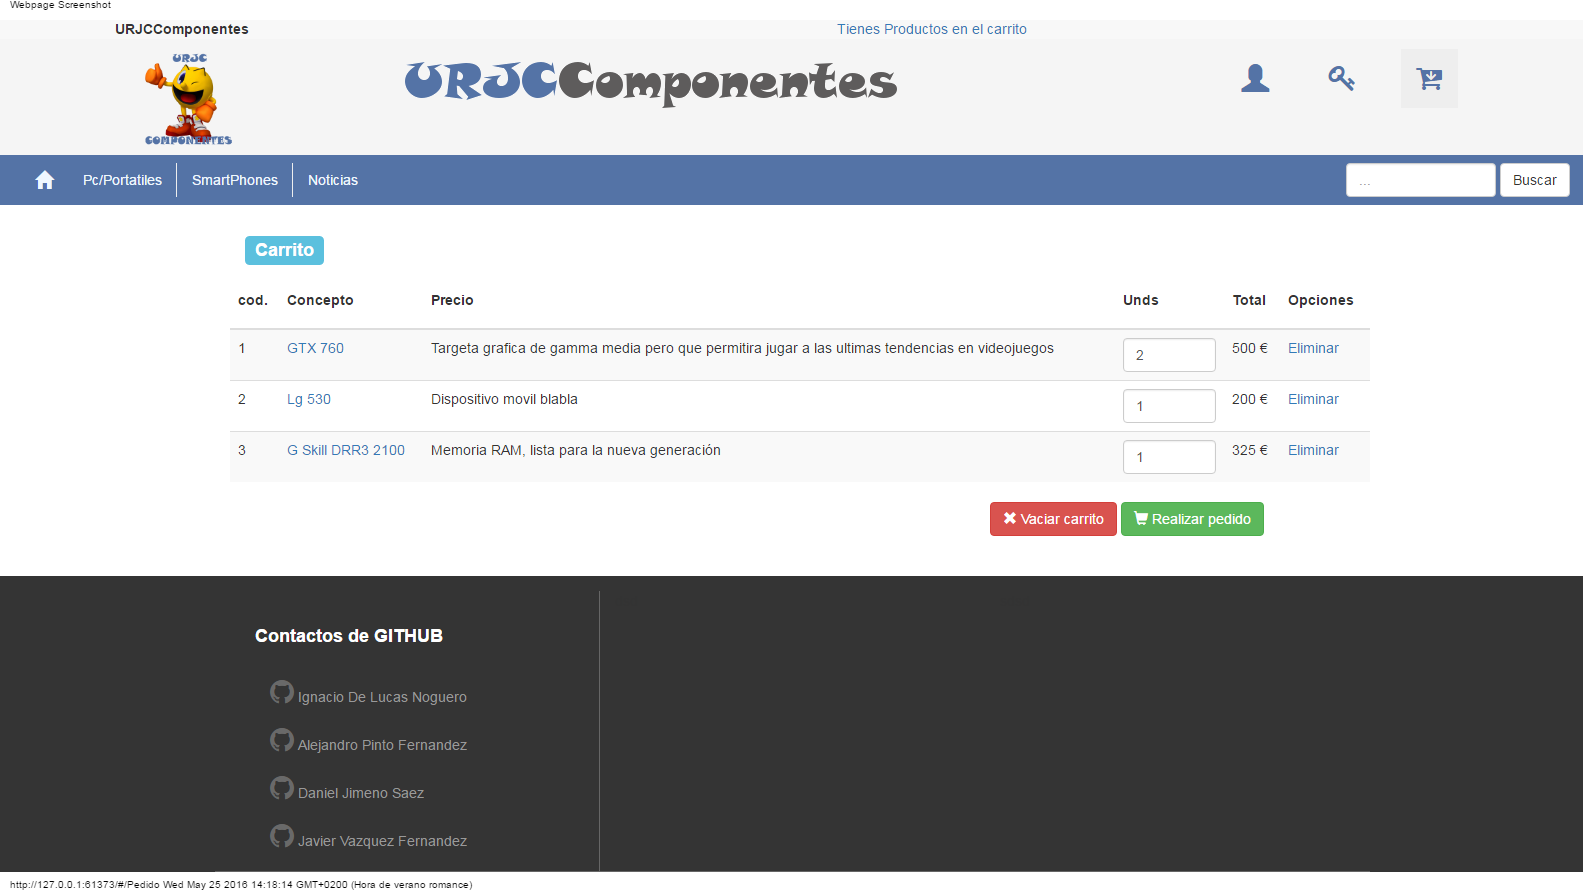 Webpage Screenshot
URJCComponentes Tienes Productos en el carrito
URJC
COMPONENTES
URJCComponentes
Pc/Portatiles SmartPhones Noticias ... Buscar
Carrito
cod. Concepto Precio Unds Total Opciones
1 GTX 760 Targeta grafica de gamma media pero que permitira jugar a las ultimas tendencias en videojuegos 2 500 € Eliminar
2 Lg 530 Dispositivo movil blabla 1 200 € Eliminar
3 G Skill DRR3 2100 Memoria RAM, lista para la nueva generación 1 325 € Eliminar
Vaciar carrito Realizar pedido
Contactos de GITHUB
Ignacio De Lucas Noguero
Alejandro Pinto Fernandez
Daniel Jimeno Saez
Javier Vazquez Fernandez
http://127.0.0.1:61373/#/Pedido Wed May 25 2016 14:18:14 GMT+0200 (Hora de verano romance)